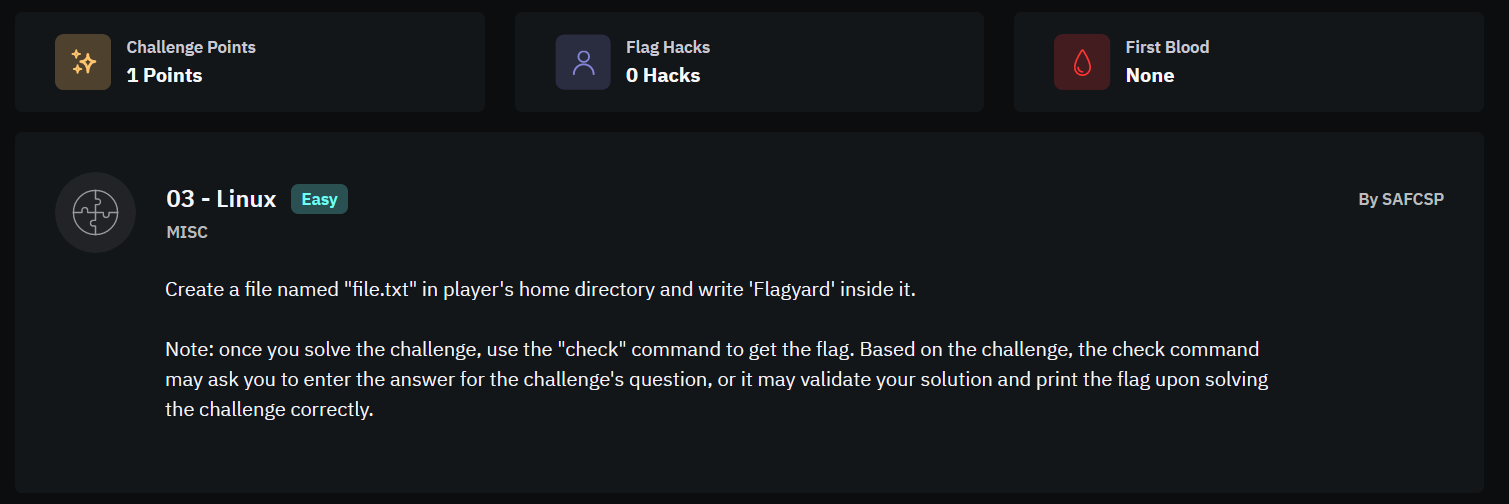 Challenge Points
1 Points
Flag Hacks
0 Hacks
First Blood
None
03 - Linux
Easy
By SAFCSP
MISC
Create a file named "file.txt" in player's home directory and write 'Flagyard' inside it.
Note: once you solve the challenge, use the "check" command to get the flag. Based on the challenge, the check command
may ask you to enter the answer for the challenge's question, or it may validate your solution and print the flag upon solving
the challenge correctly.